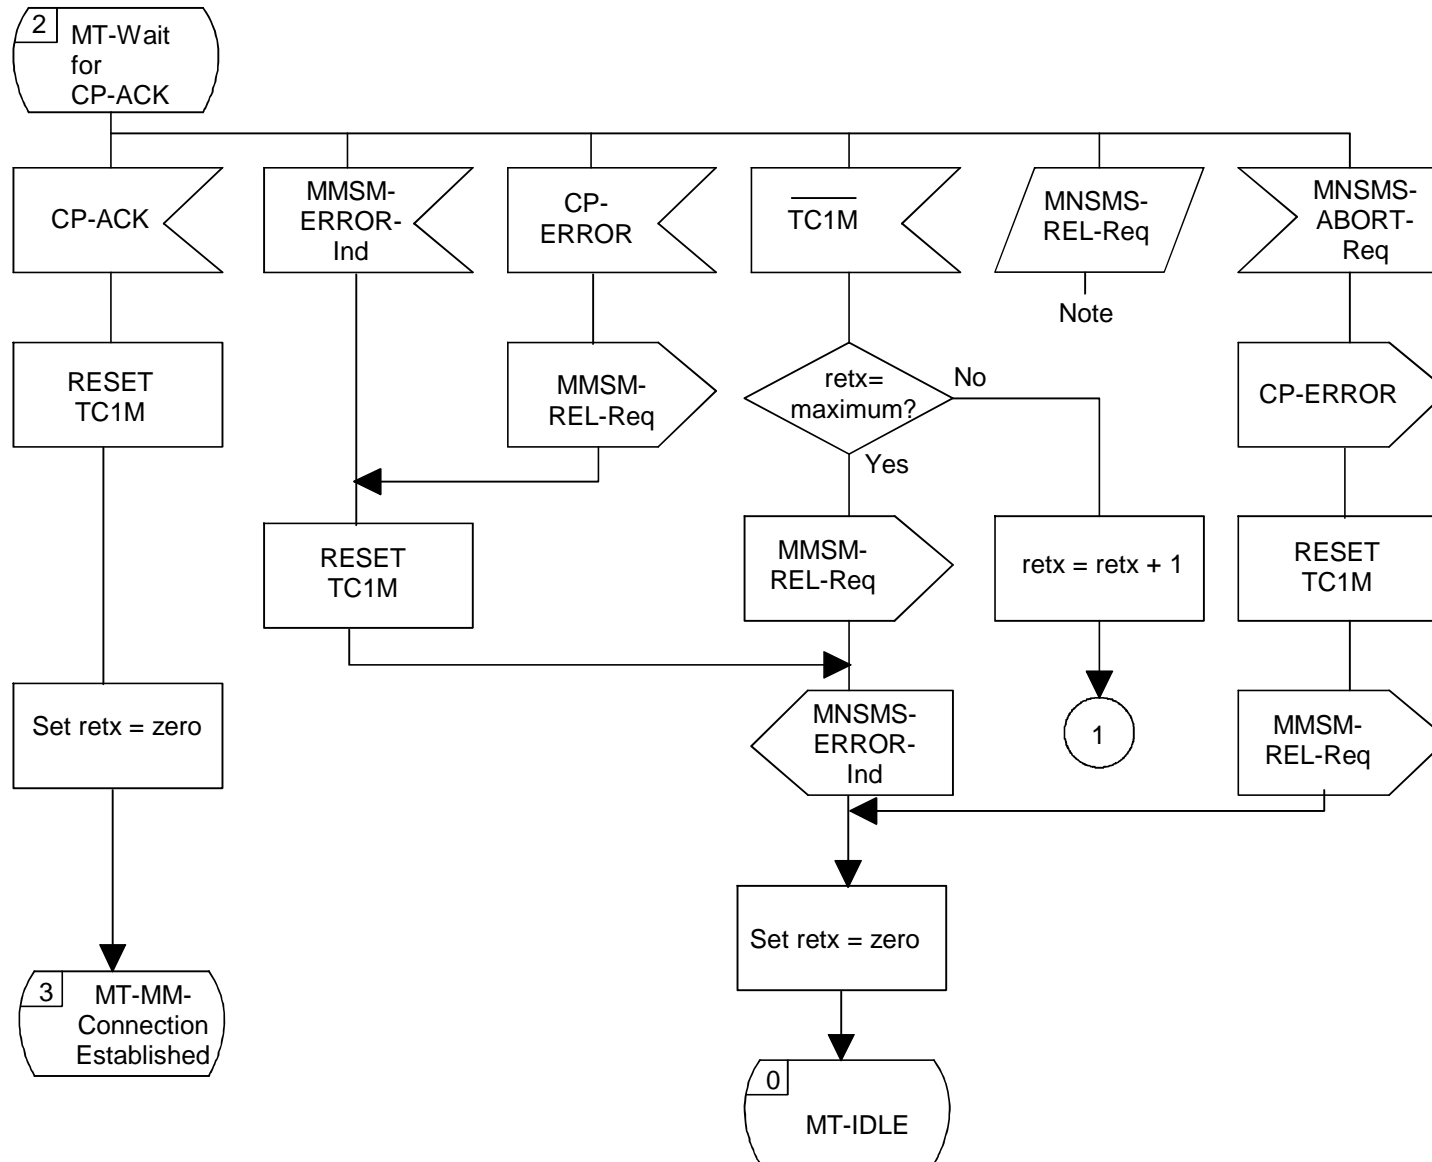 2
MT-Wait
for
CP-ACK
CP-ACK
MMSM-
ERROR-
Ind
CP-
ERROR
TC1M
MNSMS-
REL-Req
MNSMS-
ABORT-
Req
Note
RESET
TC1M
MMSM-
REL-Req
retx=
maximum?
No
Yes
CP-ERROR
RESET
TC1M
MMSM-
REL-Req
retx = retx + 1
RESET
TC1M
Set retx = zero
MNSMS-
ERROR-
Ind
1
MMSM-
REL-Req
Set retx = zero
3
MT-MM-
Connection
Established
0
MT-IDLE